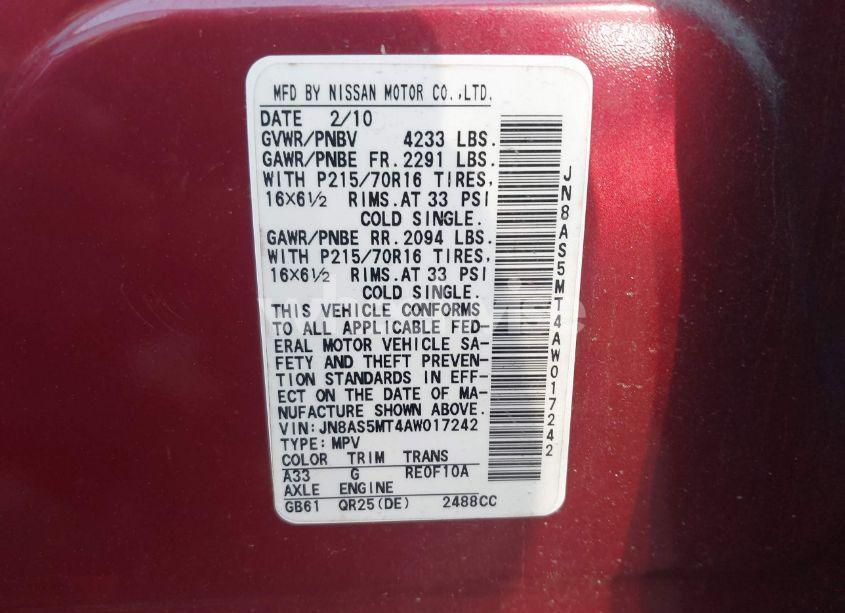 MFD BY NISSAN MOTOR CO.,LTD.
DATE 2/10
GVWR/PNBV 4233 LBS.
GAWR/PNBE FR. 2291 LBS.
WITH P215/70R16 TIRES,
16×6½ RIMS.AT 33 PSI
COLD SINGLE.
GAWR/PNBE RR. 2094 LBS.
WITH P215/70R16 TIRES,
16×6½ RIMS.AT 33 PSI
COLD SINGLE.
THIS VEHICLE CONFORMS
TO ALL APPLICABLE FED-
ERAL MOTOR VEHICLE SA-
FETY AND THEFT PREVEN-
TION STANDARDS IN EFF-
ECT ON THE DATE OF MA-
NUFACTURE SHOWN ABOVE.
VIN: JN8AS5MT4AW017242
TYPE: MPV
COLOR TRIM TRANS
A33 G RE0F10A
AXLE ENGINE
GB61 QR25(DE) 2488CC
JN8AS5MT4AW017242